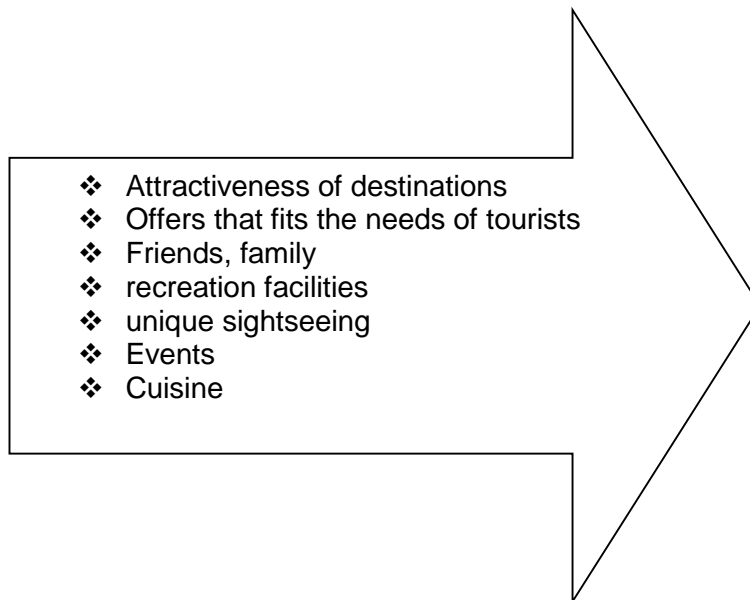 ❖ Attractiveness of destinations
❖ Offers that fits the needs of tourists
❖ Friends, family
❖ recreation facilities
❖ unique sightseeing
❖ Events
❖ Cuisine